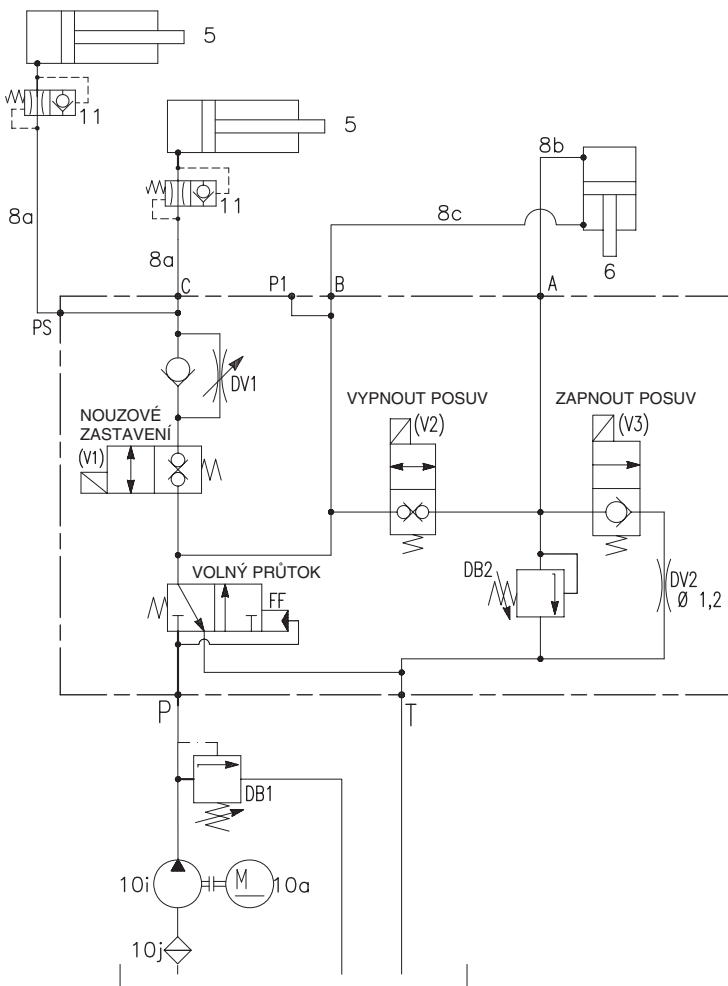 5
11
5
8b
11
8a
8c
8a
6
C
P1
B
A
PS
DV1
NOUZOVÉ
ZASTAVENÍ
(V1)
VYPNOUT POSUV
(V2)
ZAPNOUT POSUV
(V3)
VOLNÝ PRŮTOK
FF
DB2
DV2
Ø 1,2
P
T
DB1
10i
M
10a
10j